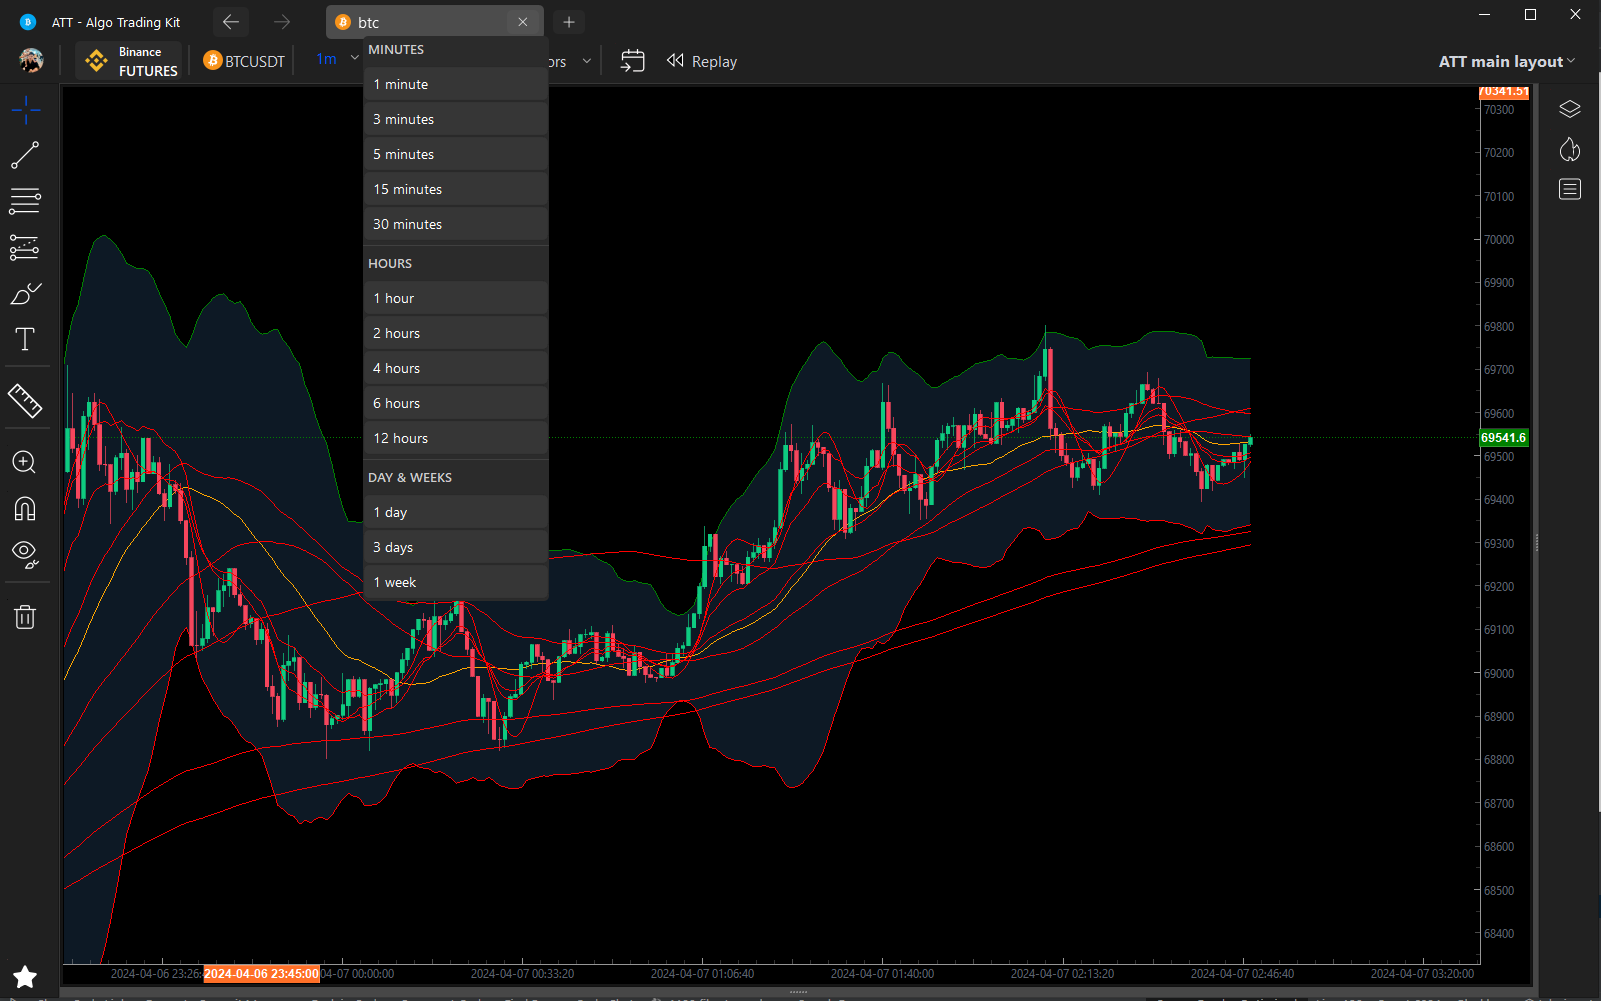 ATT - Algo Trading Kit
btc
Binance
FUTURES
BTCUSDT
1m
ors
Replay
ATT main layout
MINUTES
1 minute
3 minutes
5 minutes
15 minutes
30 minutes
HOURS
1 hour
2 hours
4 hours
6 hours
12 hours
DAY & WEEKS
1 day
3 days
1 week
70341.51
70300
70200
70100
70000
69900
69800
69700
69600
69541.6
69500
69400
69300
69200
69100
69000
68900
68800
68700
68600
68500
68400
2024-04-06 23:26:4
2024-04-06 23:45:00
04-07 00:00:00
2024-04-07 00:33:20
2024-04-07 01:06:40
2024-04-07 01:40:00
2024-04-07 02:13:20
2024-04-07 02:46:40
2024-04-07 03:20:00